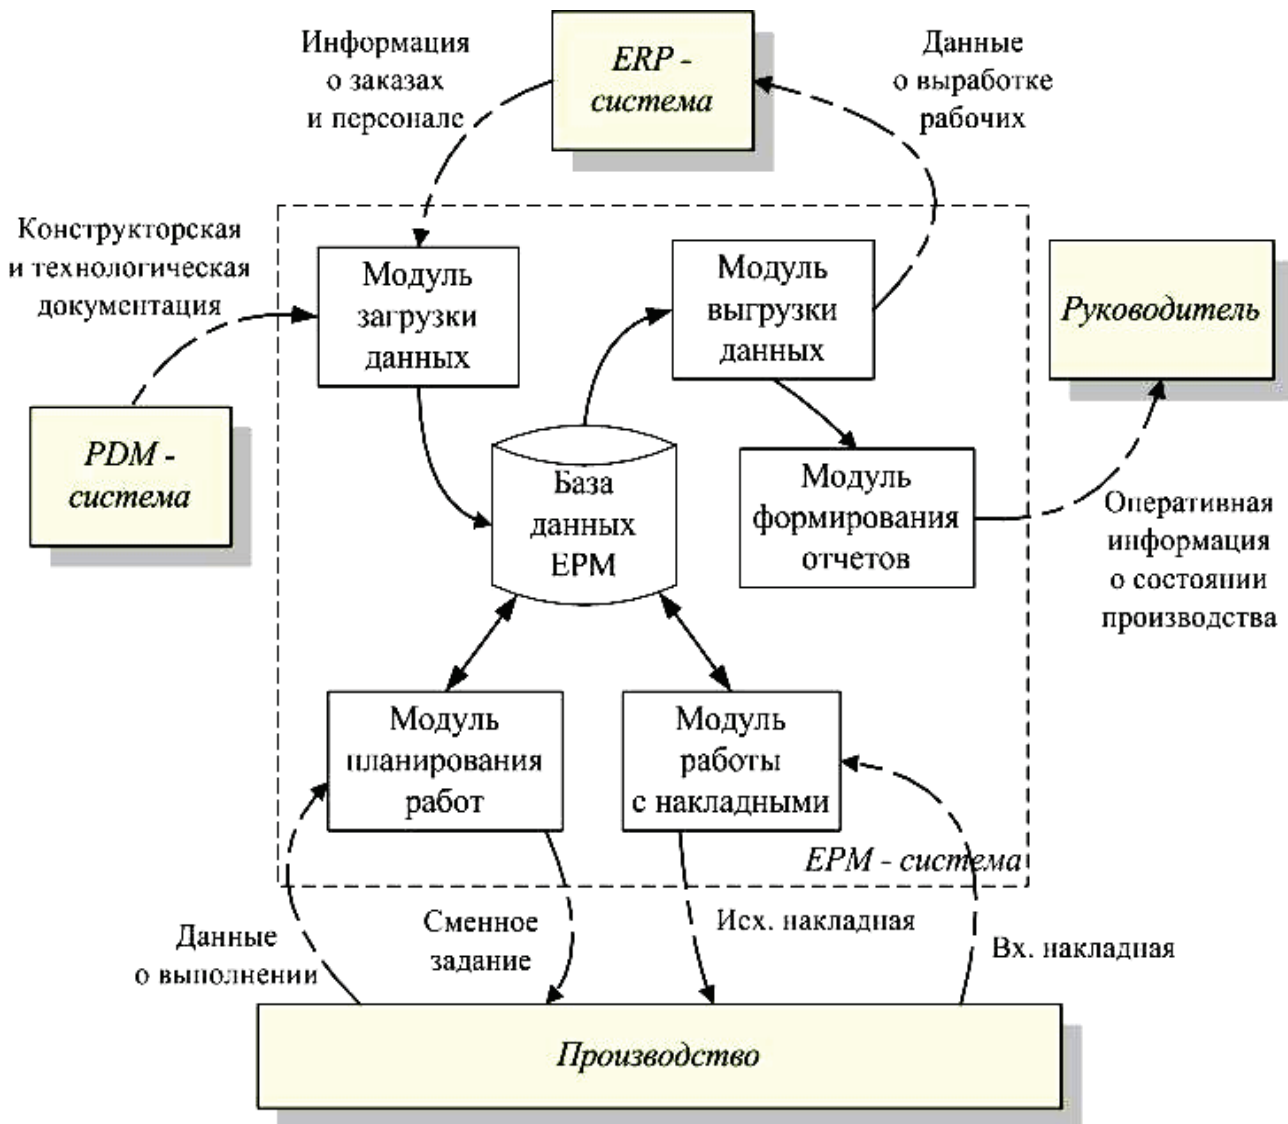 Информация
о заказах
и персонале
ERP -
система
Данные
о выработке
рабочих
Конструкторская
и технологическая
документация
Модуль
загрузки
данных
Модуль
выгрузки
данных
Руководитель
PDM -
система
База
данных
EPM
Модуль
формирования
отчетов
Оперативная
информация
о состоянии
производства
Модуль
планирования
работ
Модуль
работы
с накладными
EPM - система
Данные
о выполнении
Сменное
задание
Исх. накладная
Вх. накладная
Производство